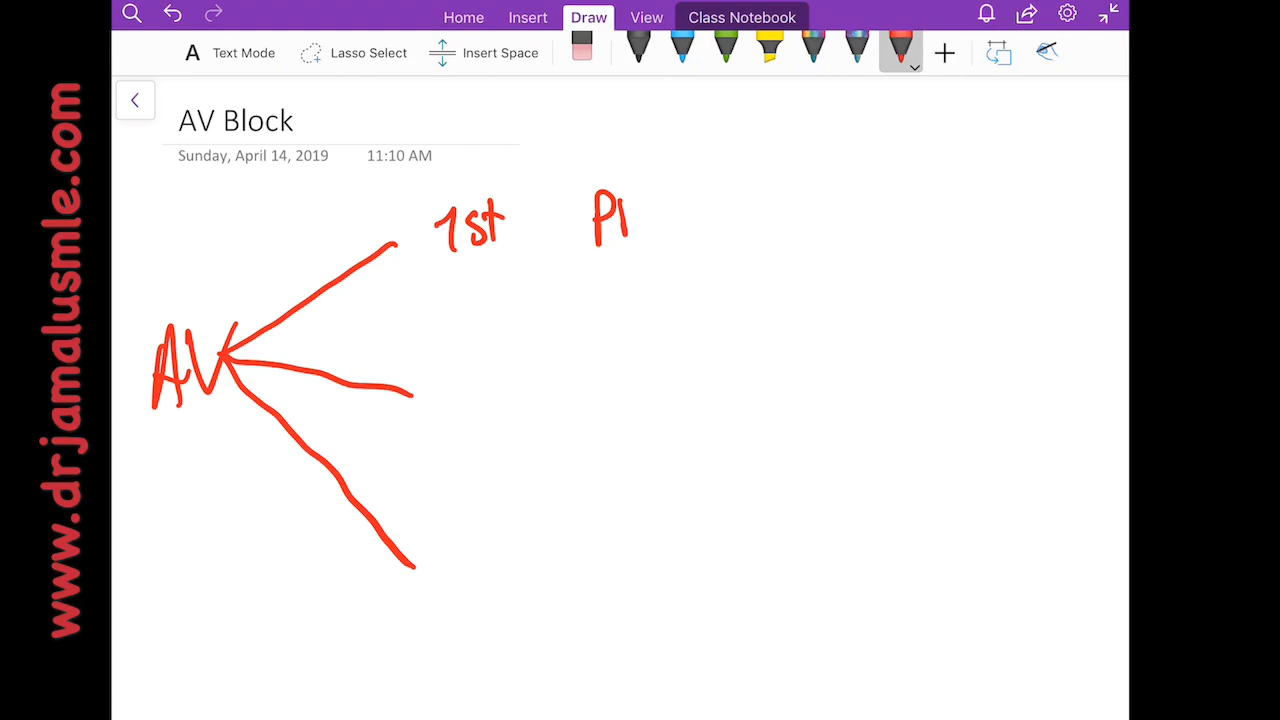 Home Insert Draw View Class Notebook
A Text Mode Lasso Select Insert Space
AV Block
Sunday, April 14, 2019 11:10 AM
1st PI
AV
www.drjamalusmle.com